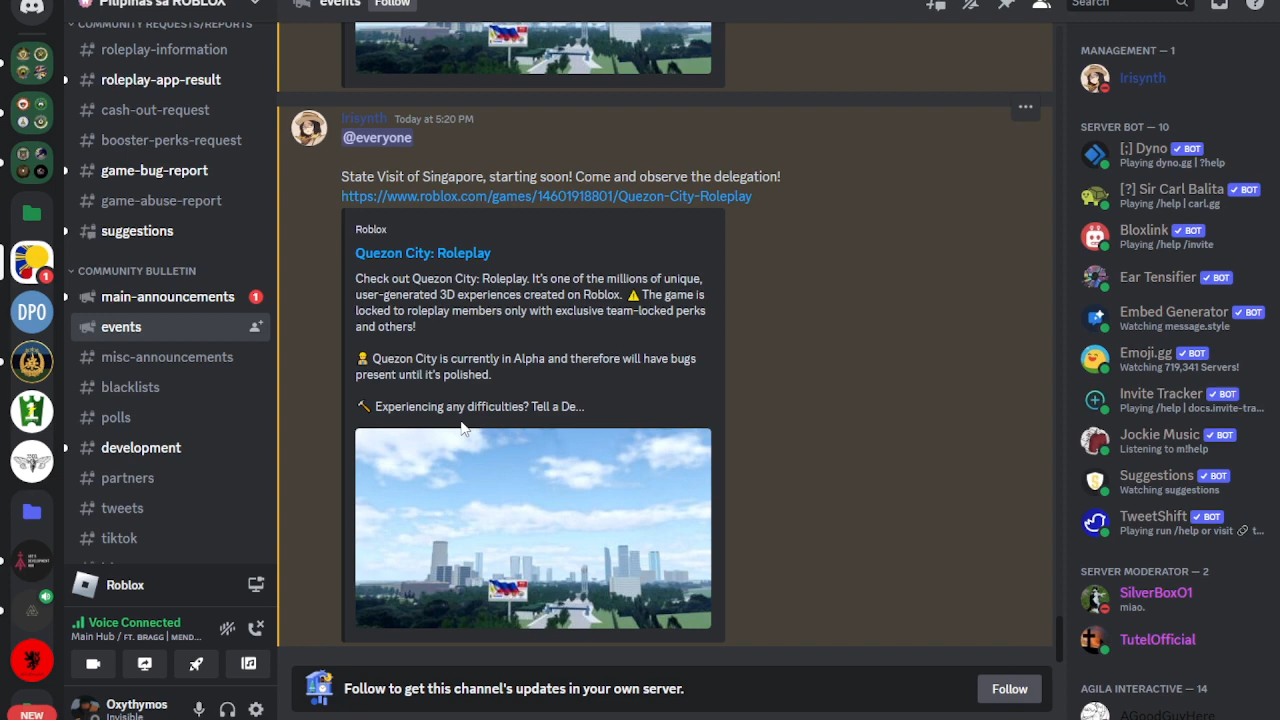 Pilipinas sa ROBLOX
COMMUNITY REQUESTS/REPORTS
roleplay-information
roleplay-app-result
cash-out-request
booster-perks-request
game-bug-report
game-abuse-report
suggestions
COMMUNITY BULLETIN
main-announcements 1
events
misc-announcements
blacklists
polls
development
partners
tweets
tiktok
1
DPO
NEW
Roblox
Voice Connected
Main Hub / FT. BRAGG | MEND...
Oxythymos
Invisible
events Follow
Irisynth Today at 5:20 PM
@everyone
State Visit of Singapore, starting soon! Come and observe the delegation!
https://www.roblox.com/games/14601918801/Quezon-City-Roleplay
Roblox
Quezon City: Roleplay
Check out Quezon City: Roleplay. It's one of the millions of unique,
user-generated 3D experiences created on Roblox. ⚠️The game is
locked to roleplay members only with exclusive team-locked perks
and others!
👷 Quezon City is currently in Alpha and therefore will have bugs
present until it's polished.
🔨 Experiencing any difficulties? Tell a De...
Follow to get this channel's updates in your own server.
Follow
Search
MANAGEMENT — 1
Irisynth
SERVER BOT — 10
[;] Dyno BOT
Playing dyno.gg | ?help
[?] Sir Carl Balita BOT
Playing /help | carl.gg
Bloxlink BOT
Playing /help /invite
Ear Tensifier BOT
Embed Generator BOT
Watching message.style
Emoji.gg BOT
Watching 719,341 Servers!
Invite Tracker BOT
Playing /help | docs.invite-tra...
Jockie Music BOT
Listening to m!help
Suggestions BOT
Watching suggestions
TweetShift BOT
Playing run /help or visit 🔗 t...
SERVER MODERATOR — 2
SilverBoxO1
miao.
TutelOfficial
AGILA INTERACTIVE — 14
AGoodGuyHere